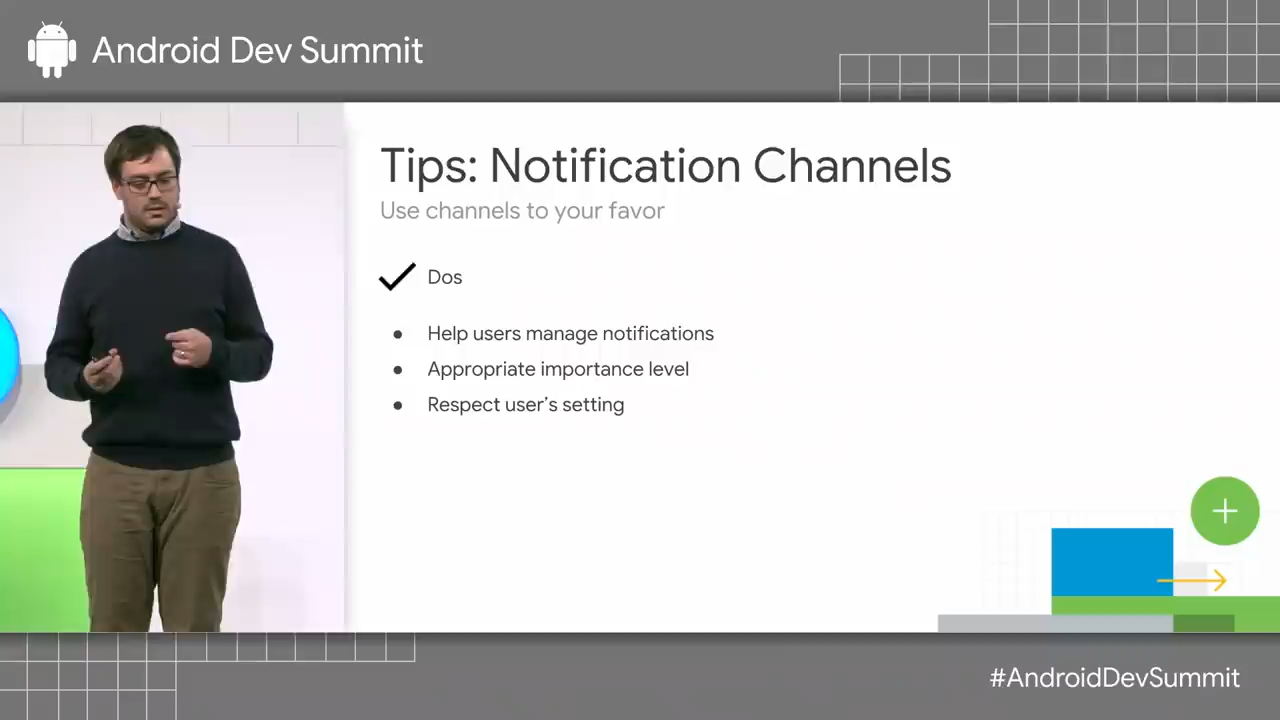 Android Dev Summit
Tips: Notification Channels
Use channels to your favor
Dos
● Help users manage notifications
● Appropriate importance level
● Respect user’s setting
#AndroidDevSummit